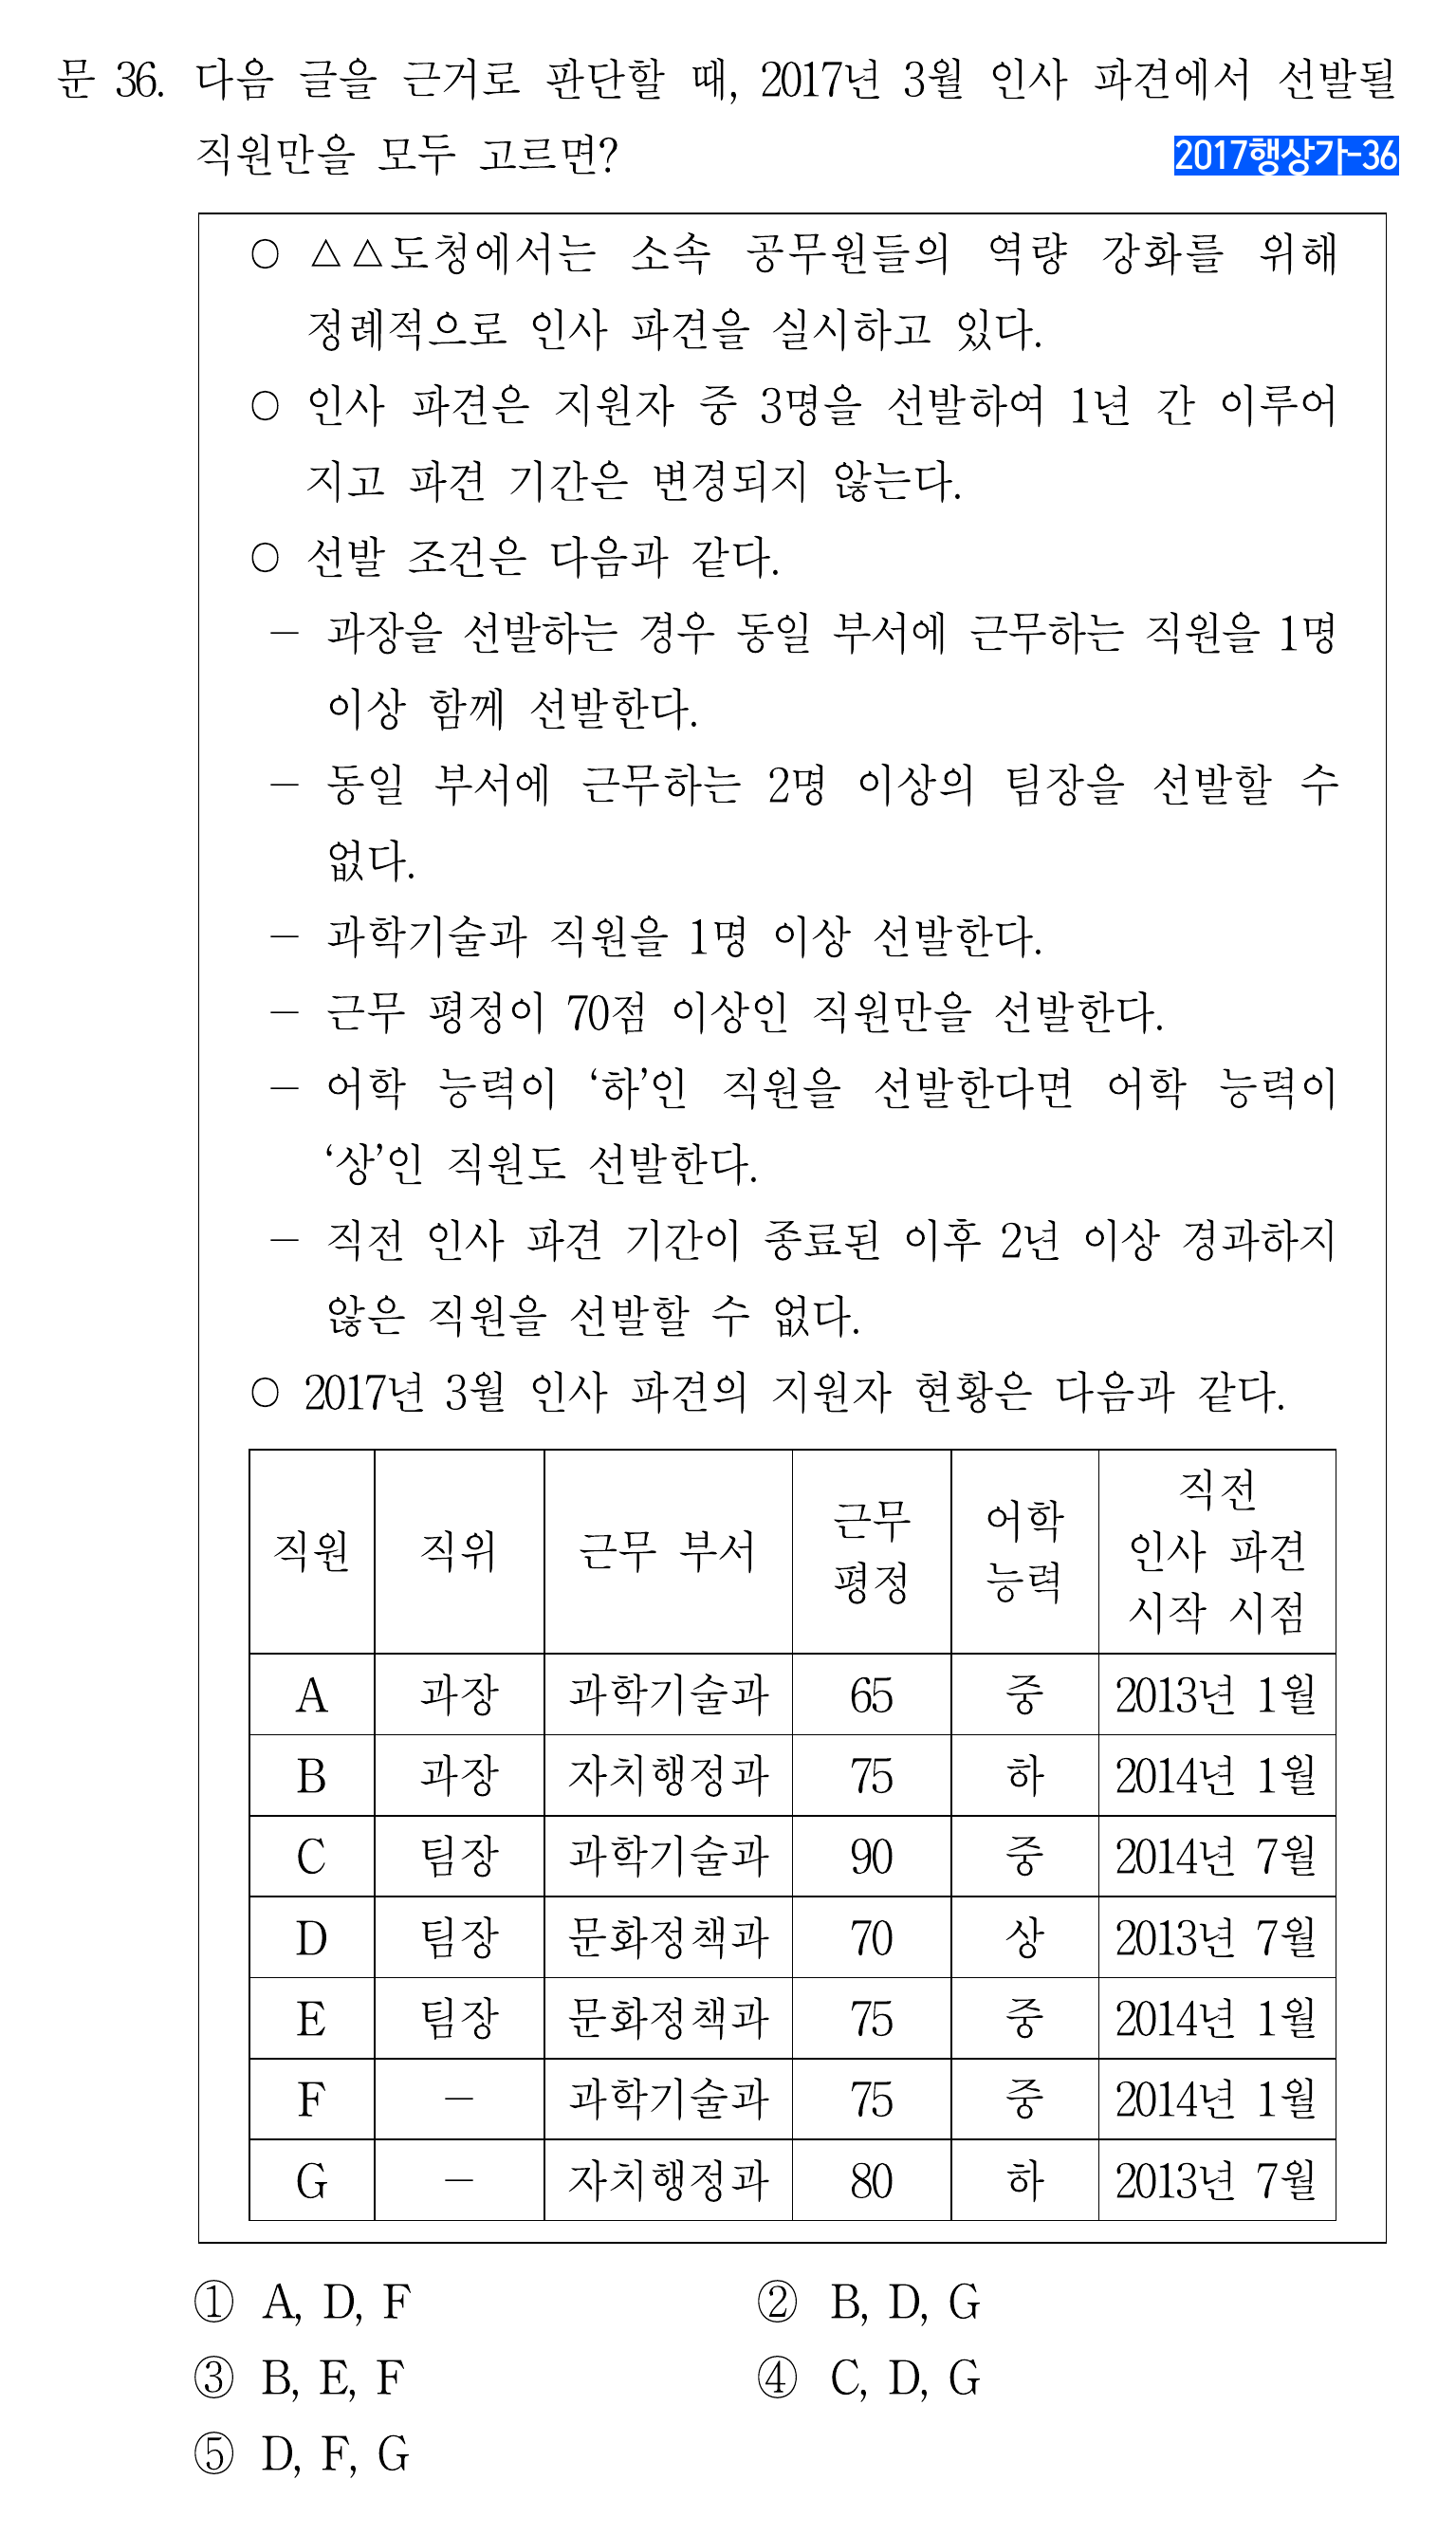 문 36. 다음 글을 근거로 판단할 때, 2017년 3월 인사 파견에서 선발될
직원만을 모두 고르면?
2017행상가-36
○ △△도청에서는 소속 공무원들의 역량 강화를 위해
정례적으로 인사 파견을 실시하고 있다.
○ 인사 파견은 지원자 중 3명을 선발하여 1년 간 이루어
지고 파견 기간은 변경되지 않는다.
○ 선발 조건은 다음과 같다.
- 과장을 선발하는 경우 동일 부서에 근무하는 직원을 1명
이상 함께 선발한다.
- 동일 부서에 근무하는 2명 이상의 팀장을 선발할 수
없다.
- 과학기술과 직원을 1명 이상 선발한다.
- 근무 평정이 70점 이상인 직원만을 선발한다.
- 어학 능력이 ‘하’인 직원을 선발한다면 어학 능력이
‘상’인 직원도 선발한다.
- 직전 인사 파견 기간이 종료된 이후 2년 이상 경과하지
않은 직원을 선발할 수 없다.
○ 2017년 3월 인사 파견의 지원자 현황은 다음과 같다.
직원 직위 근무 부서 근무 평정 어학 능력 직전 인사 파견 시작 시점
A 과장 과학기술과 65 중 2013년 1월
B 과장 자치행정과 75 하 2014년 1월
C 팀장 과학기술과 90 중 2014년 7월
D 팀장 문화정책과 70 상 2013년 7월
E 팀장 문화정책과 75 중 2014년 1월
F - 과학기술과 75 중 2014년 1월
G - 자치행정과 80 하 2013년 7월
① A, D, F ② B, D, G
③ B, E, F ④ C, D, G
⑤ D, F, G